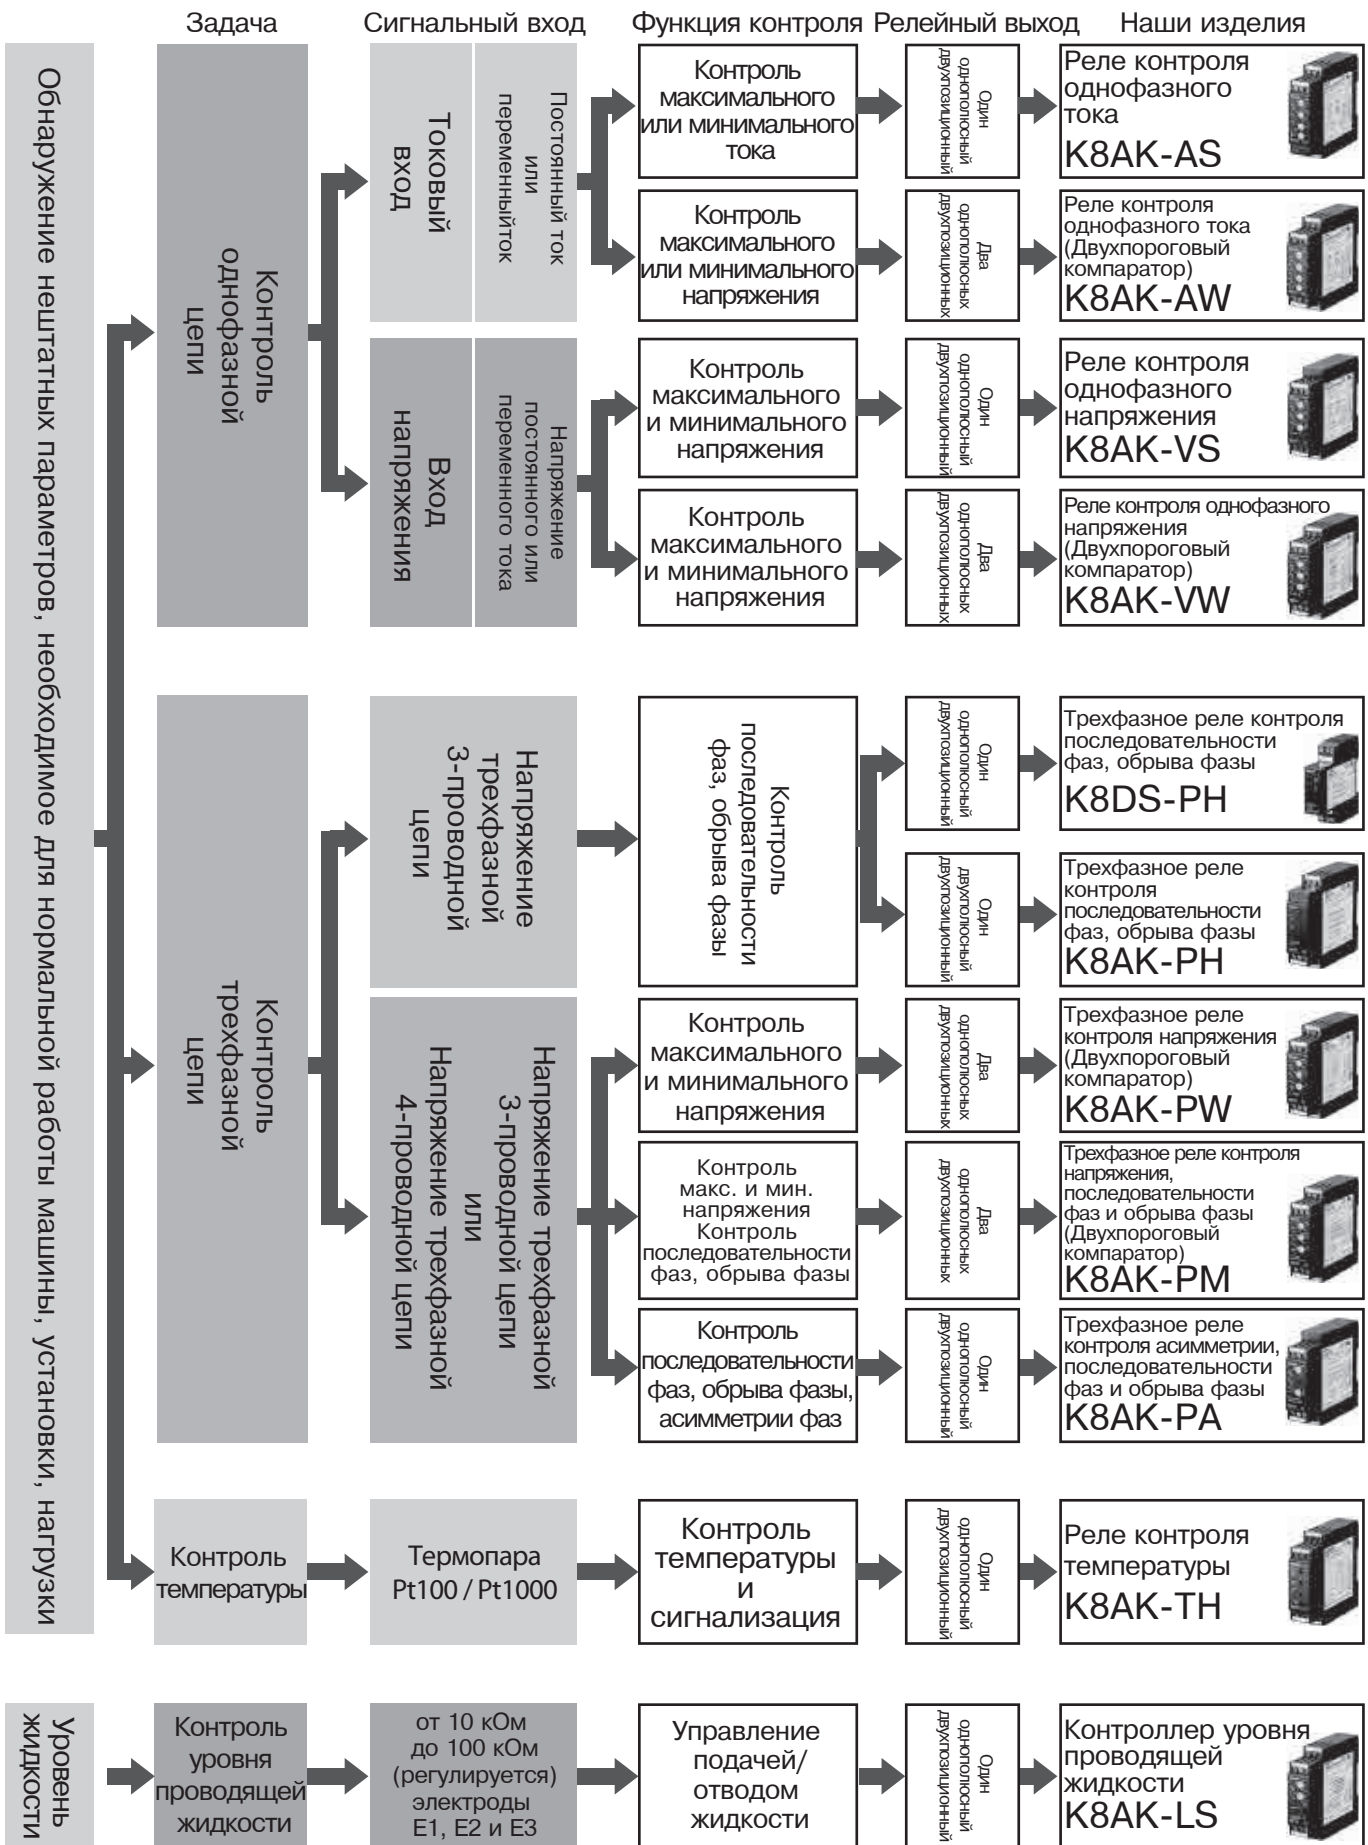 Задача
Сигнальный вход
Функция контроля
Релейный выход
Наши изделия
Обнаружение нештатных параметров, необходимое для нормальной работы машины, установки, нагрузки
Контроль
однофазной
цепи
Токовый
вход
Постоянный ток
или
переменныйток
Контроль
максимального
или минимального
тока
Один
однополюсный
двухпозиционный
Реле контроля
однофазного
тока
K8AK-AS
Контроль
максимального
или минимального
напряжения
Два
однополюсных
двухпозиционных
Реле контроля
однофазного тока
(Двухпороговый
компаратор)
K8AK-AW
Вход
напряжения
Напряжение
постоянного или
переменного тока
Контроль
максимального
и минимального
напряжения
Один
однополюсный
двухпозиционный
Реле контроля
однофазного
напряжения
K8AK-VS
Контроль
максимального
и минимального
напряжения
Два
однополюсных
двухпозиционных
Реле контроля однофазного
напряжения
(Двухпороговый
компаратор)
K8AK-VW
Контроль
трехфазной
цепи
Напряжение
трехфазной
3-проводной
цепи
Контроль
последовательности
фаз, обрыва фазы
Один
однополюсный
двухпозиционный
Трехфазное реле контроля
последовательности
фаз, обрыва фазы
K8DS-PH
Один
двухполюсный
двухпозиционный
Трехфазное реле
контроля
последовательности
фаз, обрыва фазы
K8AK-PH
Напряжение трехфазной
3-проводной цепи
или
Напряжение трехфазной
4-проводной цепи
Контроль
максимального
и минимального
напряжения
Два
однополюсных
двухпозиционных
Трехфазное реле
контроля напряжения
(Двухпороговый
компаратор)
K8AK-PW
Контроль
макс. и мин.
напряжения
Контроль
последовательности
фаз, обрыва фазы
Два
однополюсных
двухпозиционных
Трехфазное реле контроля
напряжения,
последовательности
фаз и обрыва фазы
(Двухпороговый
компаратор)
K8AK-PM
Контроль
последовательности
фаз, обрыва фазы,
асимметрии фаз
Один
однополюсный
двухпозиционный
Трехфазное реле
контроля асимметрии,
последовательности
фаз и обрыва фазы
K8AK-PA
Контроль
температуры
Термопара
Pt100 / Pt1000
Контроль
температуры
и
сигнализация
Один
однополюсный
двухпозиционный
Реле контроля
температуры
K8AK-TH
Уровень
жидкости
Контроль
уровня
проводящей
жидкости
от 10 кОм
до 100 кОм
(регулируется)
электроды
E1, E2 и E3
Управление
подачей/
отводом
жидкости
Один
однополюсный
двухпозиционный
Контроллер уровня
проводящей
жидкости
K8AK-LS